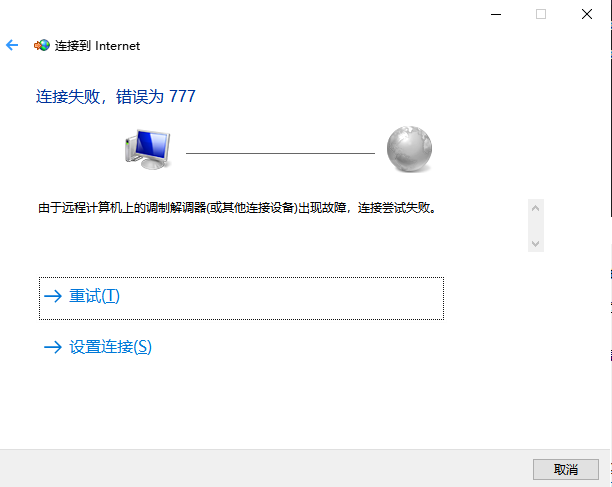 连接到 Internet
连接失败，错误为 777
由于远程计算机上的调制解调器(或其他连接设备)出现故障，连接尝试失败。
重试(T)
设置连接(S)
取消